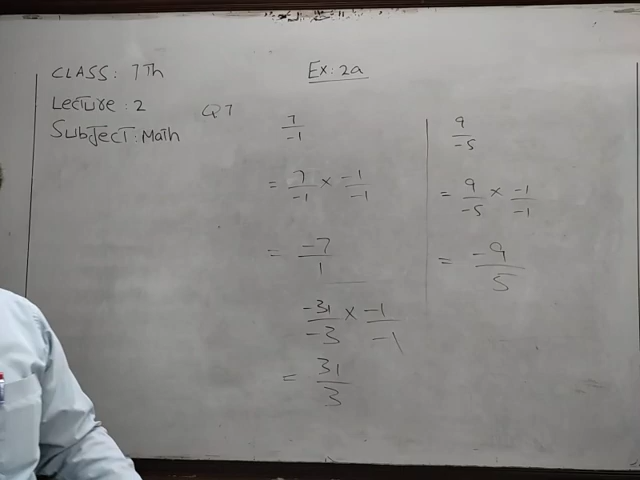 CLASS: 7Th
Ex: 2a
Lecture: 2
Subject: Math
Q7
7/-1
= 7/-1 × -1/-1
= -7/1
-31/-3 × -1/-1
= 31/3
9/-5
= 9/-5 × -1/-1
= -9/5